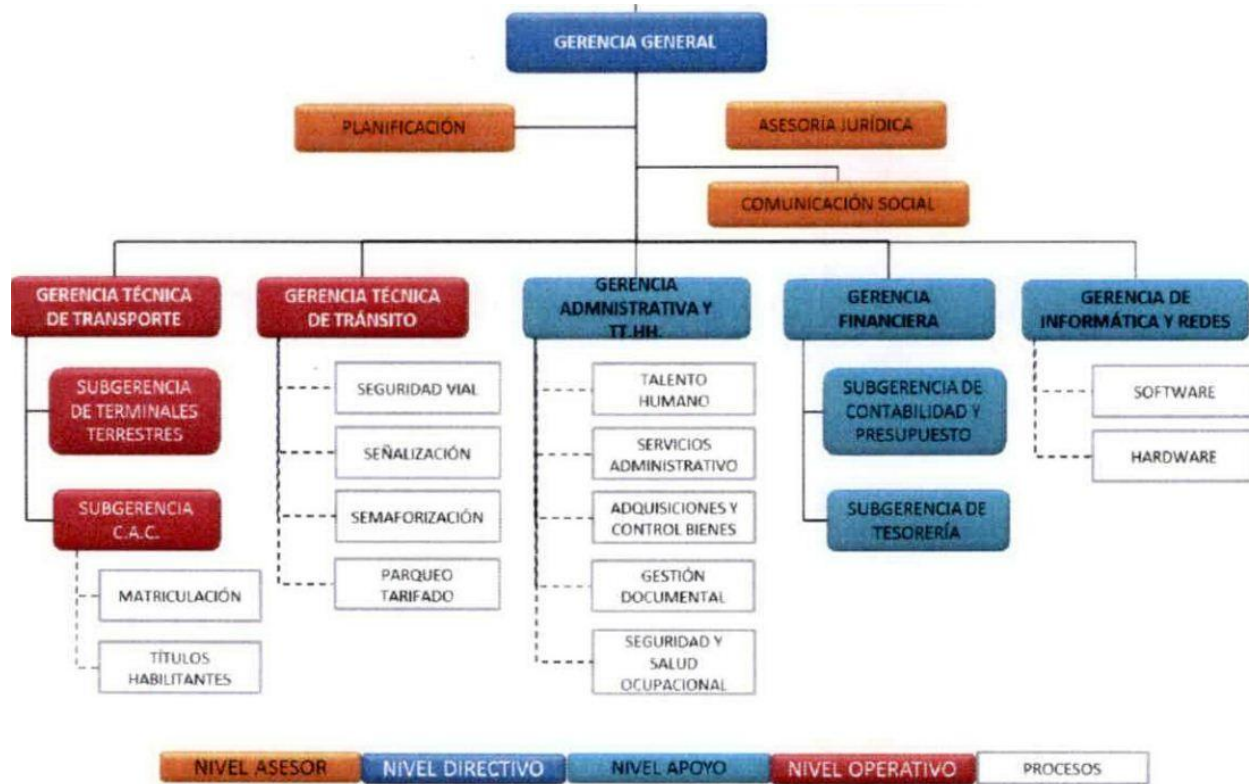 GERENCIA GENERAL
PLANIFICACIÓN
ASESORÍA JURÍDICA
COMUNICACIÓN SOCIAL
GERENCIA TÉCNICA
DE TRANSPORTE
SUBGERENCIA
DE TERMINALES
TERRESTRES
SUBGERENCIA
C.A.C.
MATRICULACIÓN
TÍTULOS
HABILITANTES
GERENCIA TÉCNICA
DE TRÁNSITO
SEGURIDAD VIAL
SEÑALIZACIÓN
SEMAFORIZACIÓN
PARQUEO
TARIFADO
GERENCIA
ADMNISTRATIVA Y
TT.HH.
TALENTO
HUMANO
SERVICIOS
ADMINISTRATIVO
ADQUISICIONES Y
CONTROL BIENES
GESTIÓN
DOCUMENTAL
SEGURIDAD Y
SALUD
OCUPACIONAL
GERENCIA
FINANCIERA
SUBGERENCIA DE
CONTABILIDAD Y
PRESUPUESTO
SUBGERENCIA DE
TESORERÍA
GERENCIA DE
INFORMÁTICA Y REDES
SOFTWARE
HARDWARE
NIVEL ASESOR
NIVEL DIRECTIVO
NIVEL APOYO
NIVEL OPERATIVO
PROCESOS